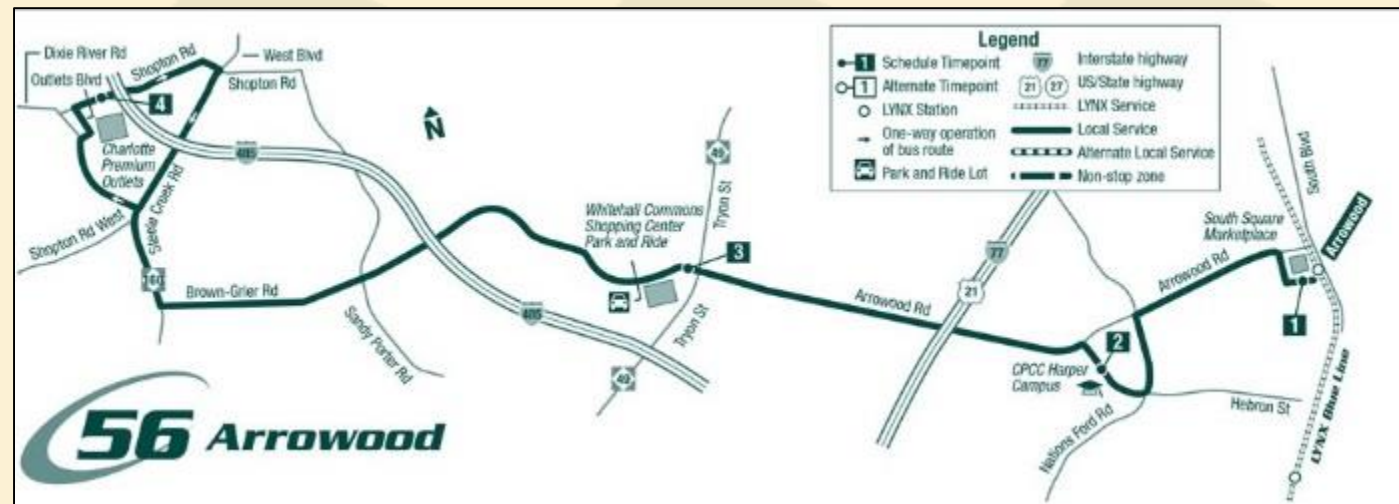 Dixie River Rd
Outlets Blvd
Shopton Rd
West Blvd
Shopton Rd
4
Charlotte
Premium
Outlets
Steele Creek Rd
Shopton Rd West
160
Brown-Grier Rd
485
N
Sandy Porter Rd
Whitehall Commons
Shopping Center
Park and Ride
49
Tryon St
3
485
Tryon St
49
Arrowood Rd
77
21
Legend
1 Schedule Timepoint
1 Alternate Timepoint
LYNX Station
One-way operation
of bus route
Park and Ride Lot
77 Interstate highway
21 27 US/State highway
LYNX Service
Local Service
Alternate Local Service
Non-stop zone
South Blvd
Arrowood
South Square
Marketplace
Arrowood Rd
1
2
CPCC Harper
Campus
Nations Ford Rd
Hebron St
LYNX Blue Line
56 Arrowood